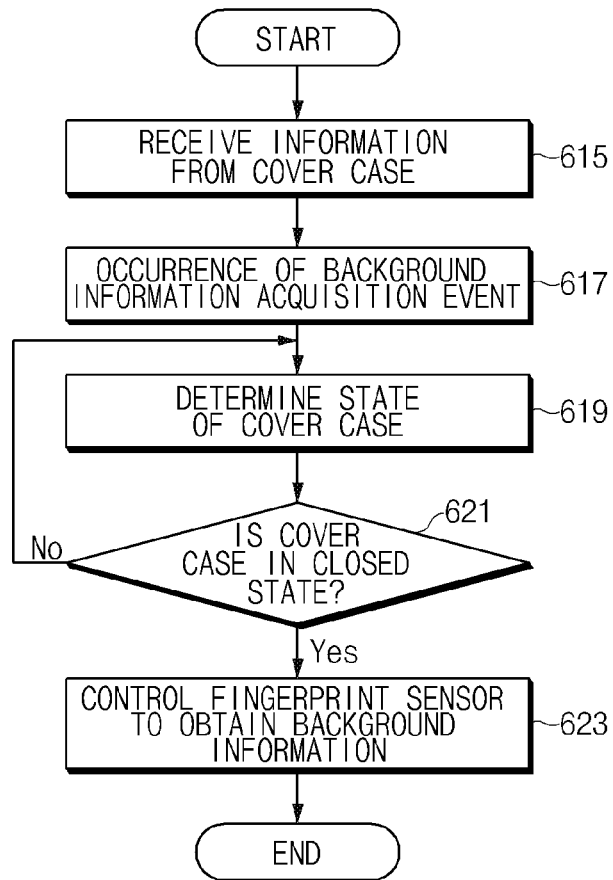 START
RECEIVE INFORMATION
FROM COVER CASE
615
OCCURRENCE OF BACKGROUND
INFORMATION ACQUISITION EVENT
617
DETERMINE STATE
OF COVER CASE
619
621
IS COVER
CASE IN CLOSED
STATE?
No
Yes
CONTROL FINGERPRINT SENSOR
TO OBTAIN BACKGROUND
INFORMATION
623
END